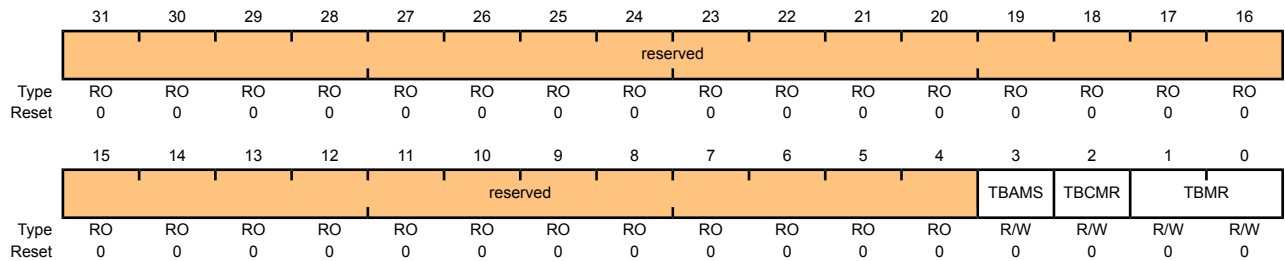 31 30 29 28 27 26 25 24 23 22 21 20 19 18 17 16
reserved
Type RO RO RO RO RO RO RO RO RO RO RO RO RO RO RO RO
Reset 0 0 0 0 0 0 0 0 0 0 0 0 0 0 0 0
15 14 13 12 11 10 9 8 7 6 5 4 3 2 1 0
reserved TBAMS TBCMR TBMR
Type RO RO RO RO RO RO RO RO RO RO RO RO R/W R/W R/W R/W
Reset 0 0 0 0 0 0 0 0 0 0 0 0 0 0 0 0